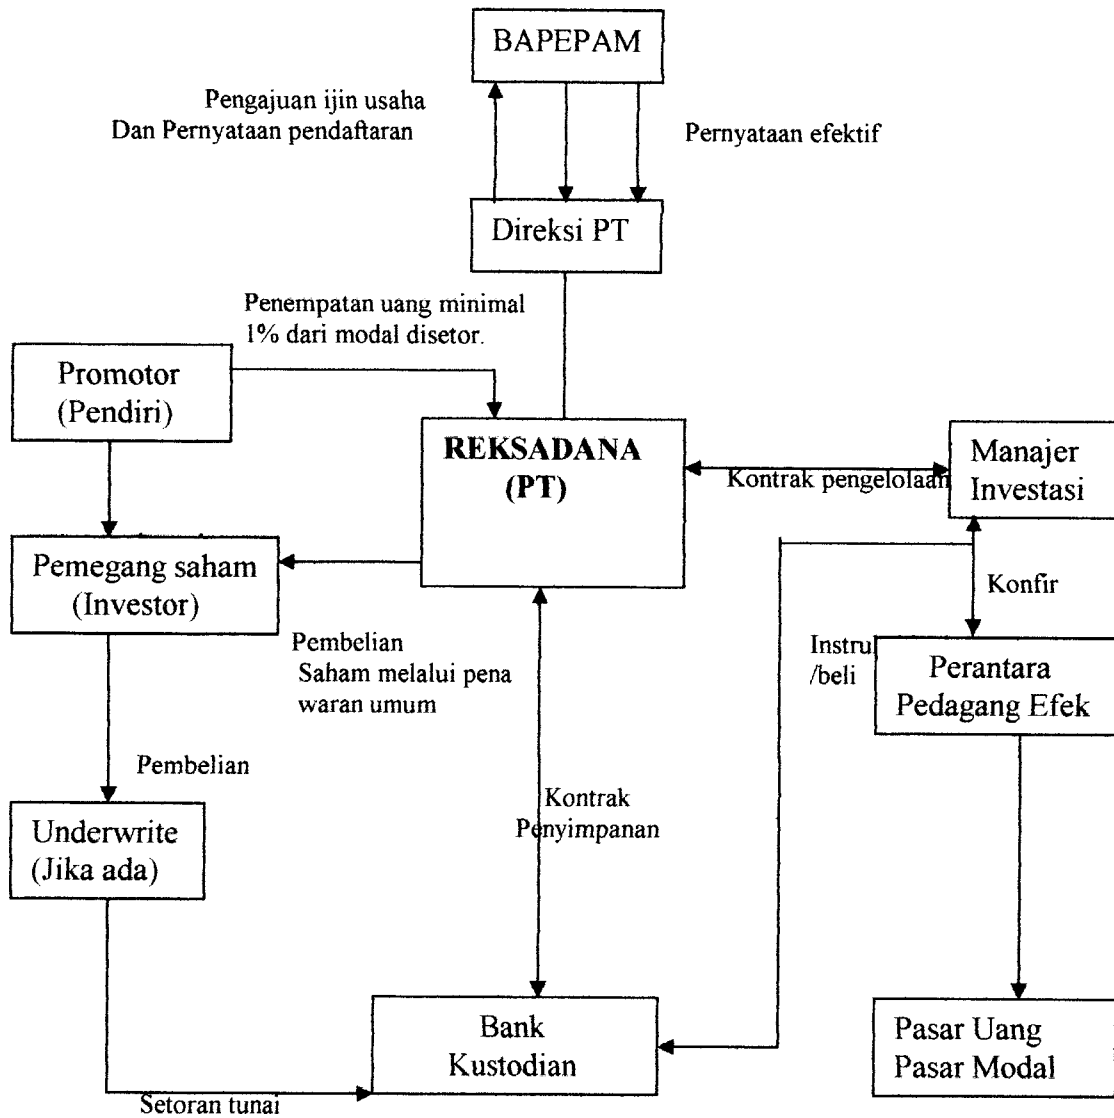 BAPEPAM
Pengajuan ijin usaha
Dan Pernyataan pendaftaran
Pernyataan efektif
Direksi PT
Penempatan uang minimal
1% dari modal disetor.
Promotor
(Pendiri)
REKSADANA
(PT)
Kontrak pengelolaan
Manajer
Investasi
Pemegang saham
(Investor)
Konfir
Pembelian
Saham melalui pena
waran umum
Instru
/beli
Perantara
Pedagang Efek
Pembelian
Kontrak
Penyimpanan
Underwrite
(Jika ada)
Bank
Kustodian
Pasar Uang
Pasar Modal
Setoran tunai